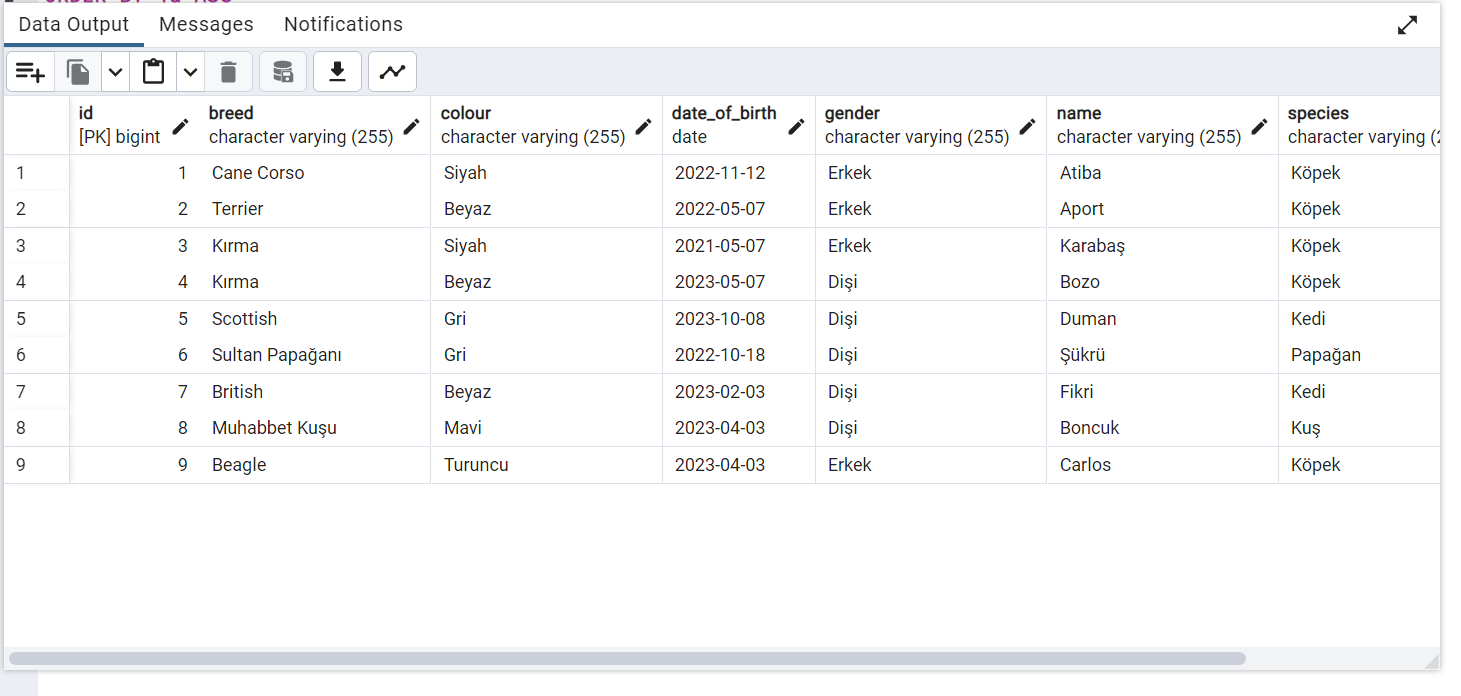 ORDER BY id ASC
Data Output Messages Notifications
id breed colour date_of_birth gender name species
[PK] bigint character varying (255) character varying (255) date character varying (255) character varying (255) character varying (
1 1 Cane Corso Siyah 2022-11-12 Erkek Atiba Köpek
2 2 Terrier Beyaz 2022-05-07 Erkek Aport Köpek
3 3 Kırma Siyah 2021-05-07 Erkek Karabaş Köpek
4 4 Kırma Beyaz 2023-05-07 Dişi Bozo Köpek
5 5 Scottish Gri 2023-10-08 Dişi Duman Kedi
6 6 Sultan Papağanı Gri 2022-10-18 Dişi Şükrü Papağan
7 7 British Beyaz 2023-02-03 Dişi Fikri Kedi
8 8 Muhabbet Kuşu Mavi 2023-04-03 Dişi Boncuk Kuş
9 9 Beagle Turuncu 2023-04-03 Erkek Carlos Köpek